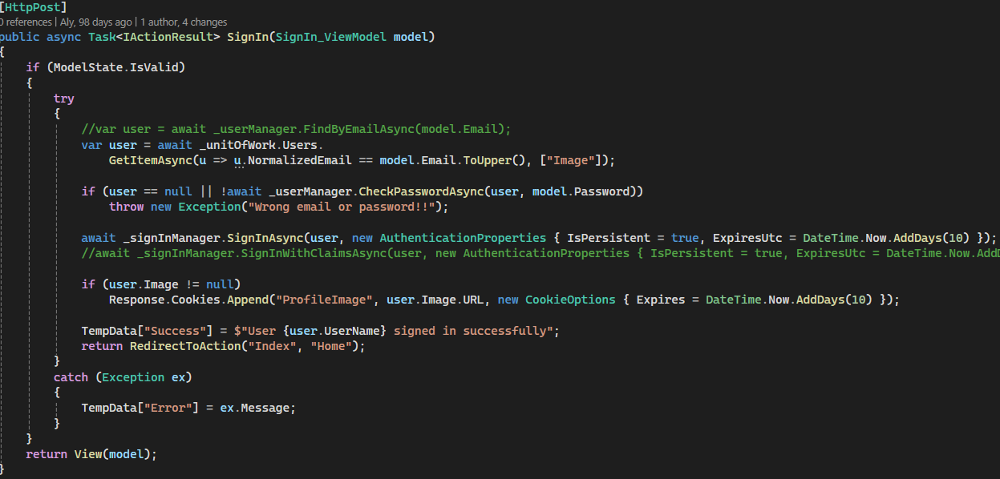 [HttpPost]
0 references | Aly, 98 days ago | 1 author, 4 changes
public async Task<IActionResult> SignIn(SignIn_ViewModel model)
{
if (ModelState.IsValid)
{
try
{
//var user = await _userManager.FindByEmailAsync(model.Email);
var user = await _unitOfWork.Users.
GetItemAsync(u => u.NormalizedEmail == model.Email.ToUpper(), ["Image"]);
if (user == null || !await _userManager.CheckPasswordAsync(user, model.Password))
throw new Exception("Wrong email or password!!");
await _signInManager.SignInAsync(user, new AuthenticationProperties { IsPersistent = true, ExpiresUtc = DateTime.Now.AddDays(10) });
//await _signInManager.SignInWithClaimsAsync(user, new AuthenticationProperties { IsPersistent = true, ExpiresUtc = DateTime.Now.Add
if (user.Image != null)
Response.Cookies.Append("ProfileImage", user.Image.URL, new CookieOptions { Expires = DateTime.Now.AddDays(10) });
TempData["Success"] = $"User {user.UserName} signed in successfully";
return RedirectToAction("Index", "Home");
}
catch (Exception ex)
{
TempData["Error"] = ex.Message;
}
}
return View(model);
}